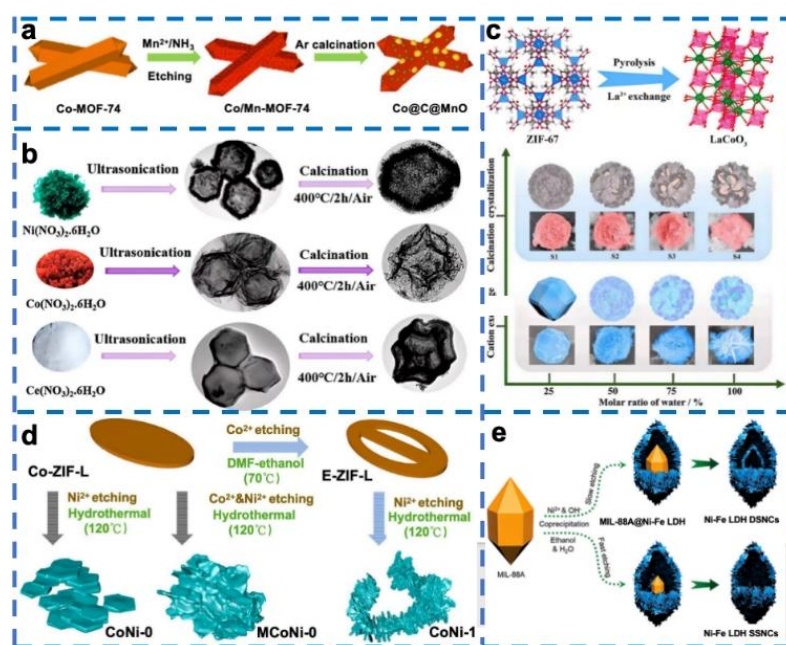 a
Mn²⁺/NH₃
Etching
Ar calcination
Co-MOF-74
Co/Mn-MOF-74
Co@C@MnO
b
Ultrasonication
Calcination
400°C/2h/Air
Ni(NO₃)₂.6H₂O
Ultrasonication
Calcination
400°C/2h/Air
Co(NO₃)₂.6H₂O
Ultrasonication
Calcination
400°C/2h/Air
Ce(NO₃)₂.6H₂O
c
Pyrolysis
La³⁺ exchange
ZIF-67
LaCoO₃
Calcination
crystallization
S1
S2
S3
S4
Cation exc
ge
25
50
75
100
Molar ratio of water / %
d
Co²⁺ etching
DMF-ethanol
(70℃)
Co-ZIF-L
E-ZIF-L
Ni²⁺ etching
Hydrothermal
(120℃)
Co²⁺&Ni²⁺ etching
Hydrothermal
(120℃)
Ni²⁺ etching
Hydrothermal
(120℃)
CoNi-0
MCoNi-0
CoNi-1
e
Slow etching
Ni²⁺ & OH⁻
Coprecipitation
Ethanol
& H₂O
Fast etching
MIL-88A
MIL-88A@Ni-Fe LDH
Ni-Fe LDH DSNCs
Ni-Fe LDH SSNCs